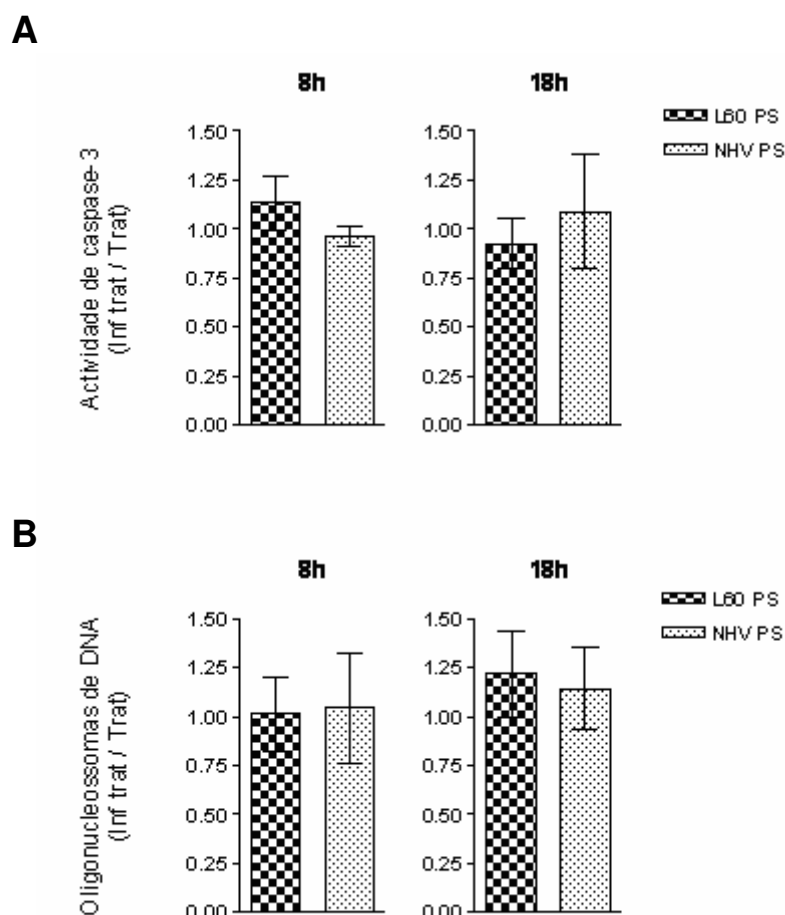 A
8h
18h
L60 PS
NHV PS
Actividade de caspase-3
(Inf trat / Trat)
1.50
1.25
1.00
0.75
0.50
0.25
0.00
1.50
1.25
1.00
0.75
0.50
0.25
0.00
B
8h
18h
L60 PS
NHV PS
Oligonucleossomas de DNA
(Inf trat / Trat)
1.50
1.25
1.00
0.75
0.50
0.25
0.00
1.50
1.25
1.00
0.75
0.50
0.25
0.00